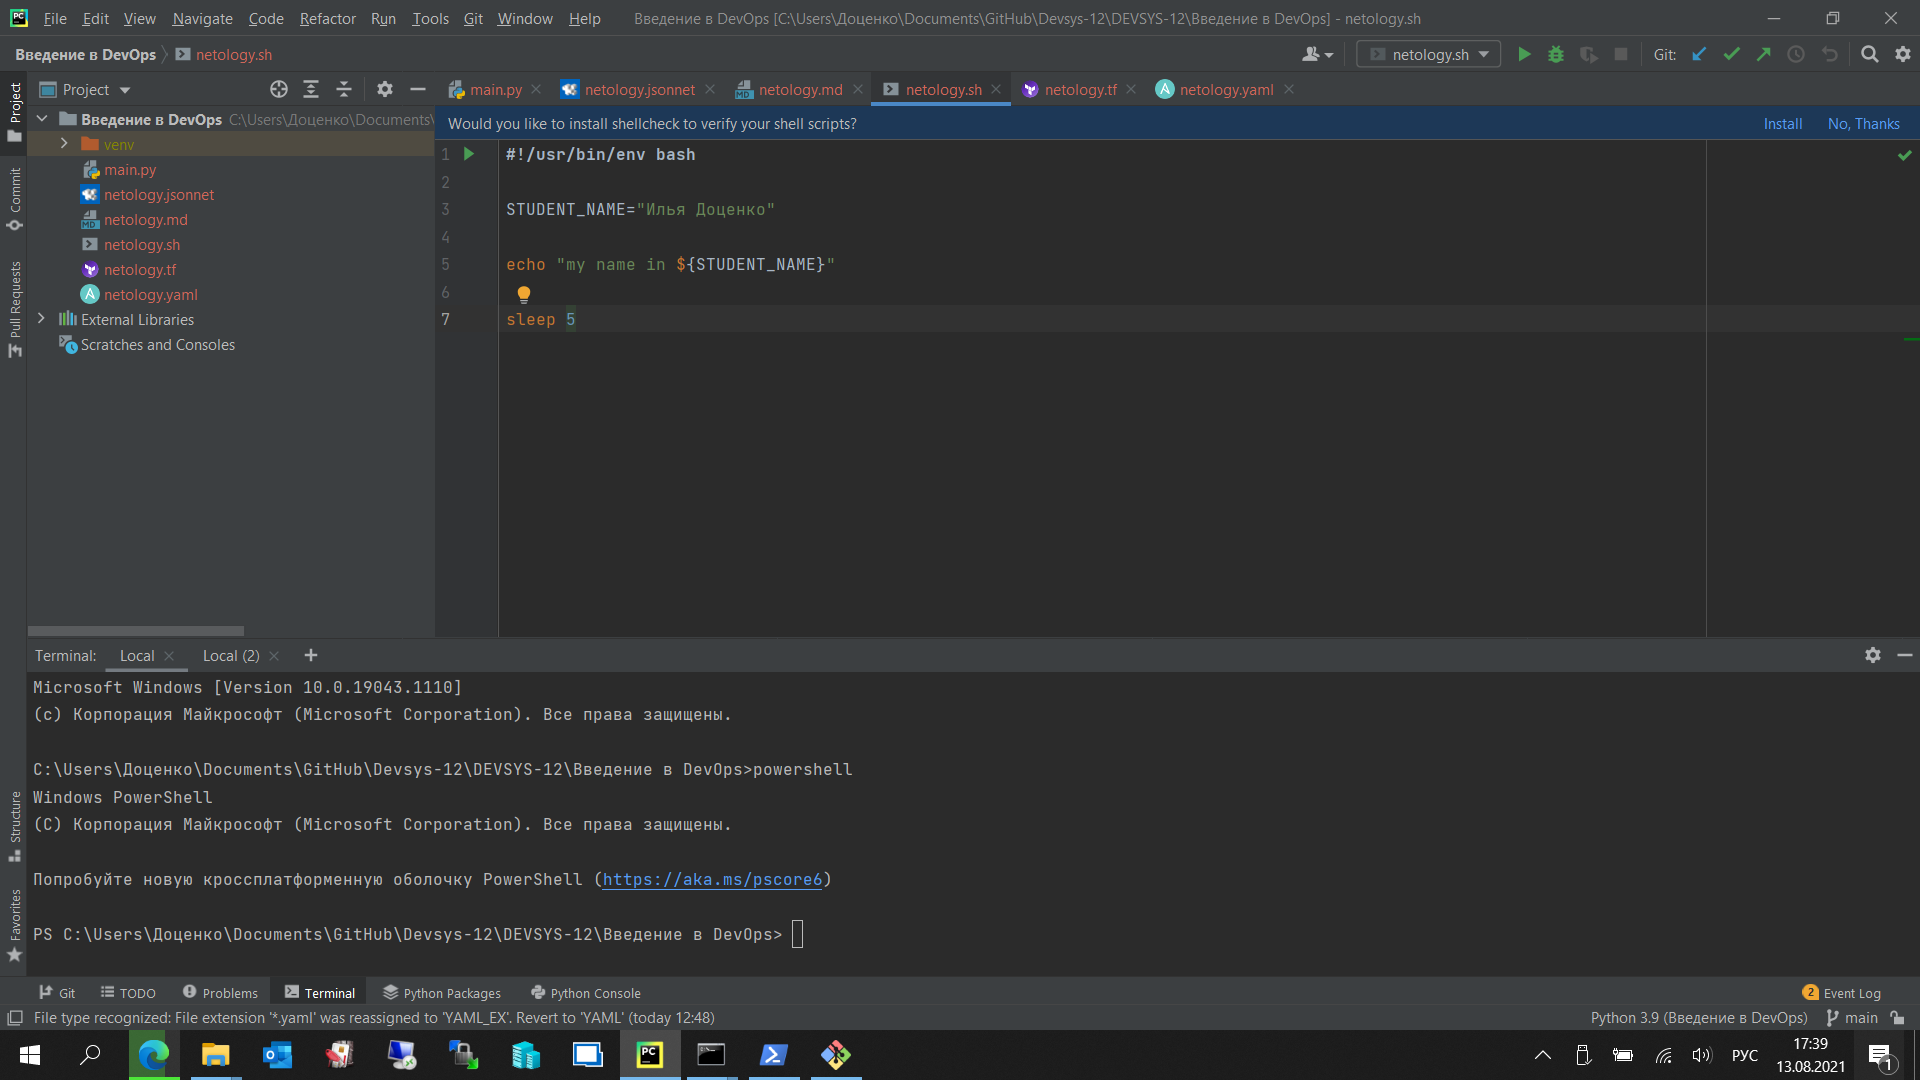 File Edit View Navigate Code Refactor Run Tools Git Window Help Введение в DevOps [C:\Users\Доценко\Documents\GitHub\Devsys-12\DEVSYS-12\Введение в DevOps] - netology.sh
Введение в DevOps netology.sh netology.sh Git:
Project main.py netology.jsonnet netology.md netology.sh netology.tf netology.yaml
Введение в DevOps C:\Users\Доценко\Documents\
Would you like to install shellcheck to verify your shell scripts? Install No, Thanks
venv
main.py
netology.jsonnet
netology.md
netology.sh
netology.tf
netology.yaml
External Libraries
Scratches and Consoles
1 #!/usr/bin/env bash
2
3 STUDENT_NAME="Илья Доценко"
4
5 echo "my name in ${STUDENT_NAME}"
6
7 sleep 5
Project
Commit
Pull Requests
Structure
Favorites
Terminal: Local Local (2)
Microsoft Windows [Version 10.0.19043.1110]
(c) Корпорация Майкрософт (Microsoft Corporation). Все права защищены.
C:\Users\Доценко\Documents\GitHub\Devsys-12\DEVSYS-12\Введение в DevOps>powershell
Windows PowerShell
(C) Корпорация Майкрософт (Microsoft Corporation). Все права защищены.
Попробуйте новую кроссплатформенную оболочку PowerShell (https://aka.ms/pscore6)
PS C:\Users\Доценко\Documents\GitHub\Devsys-12\DEVSYS-12\Введение в DevOps>
Git TODO Problems Terminal Python Packages Python Console 2 Event Log
File type recognized: File extension '*.yaml' was reassigned to 'YAML_EX'. Revert to 'YAML' (today 12:48) Python 3.9 (Введение в DevOps) main
РУС 17:39
13.08.2021 1